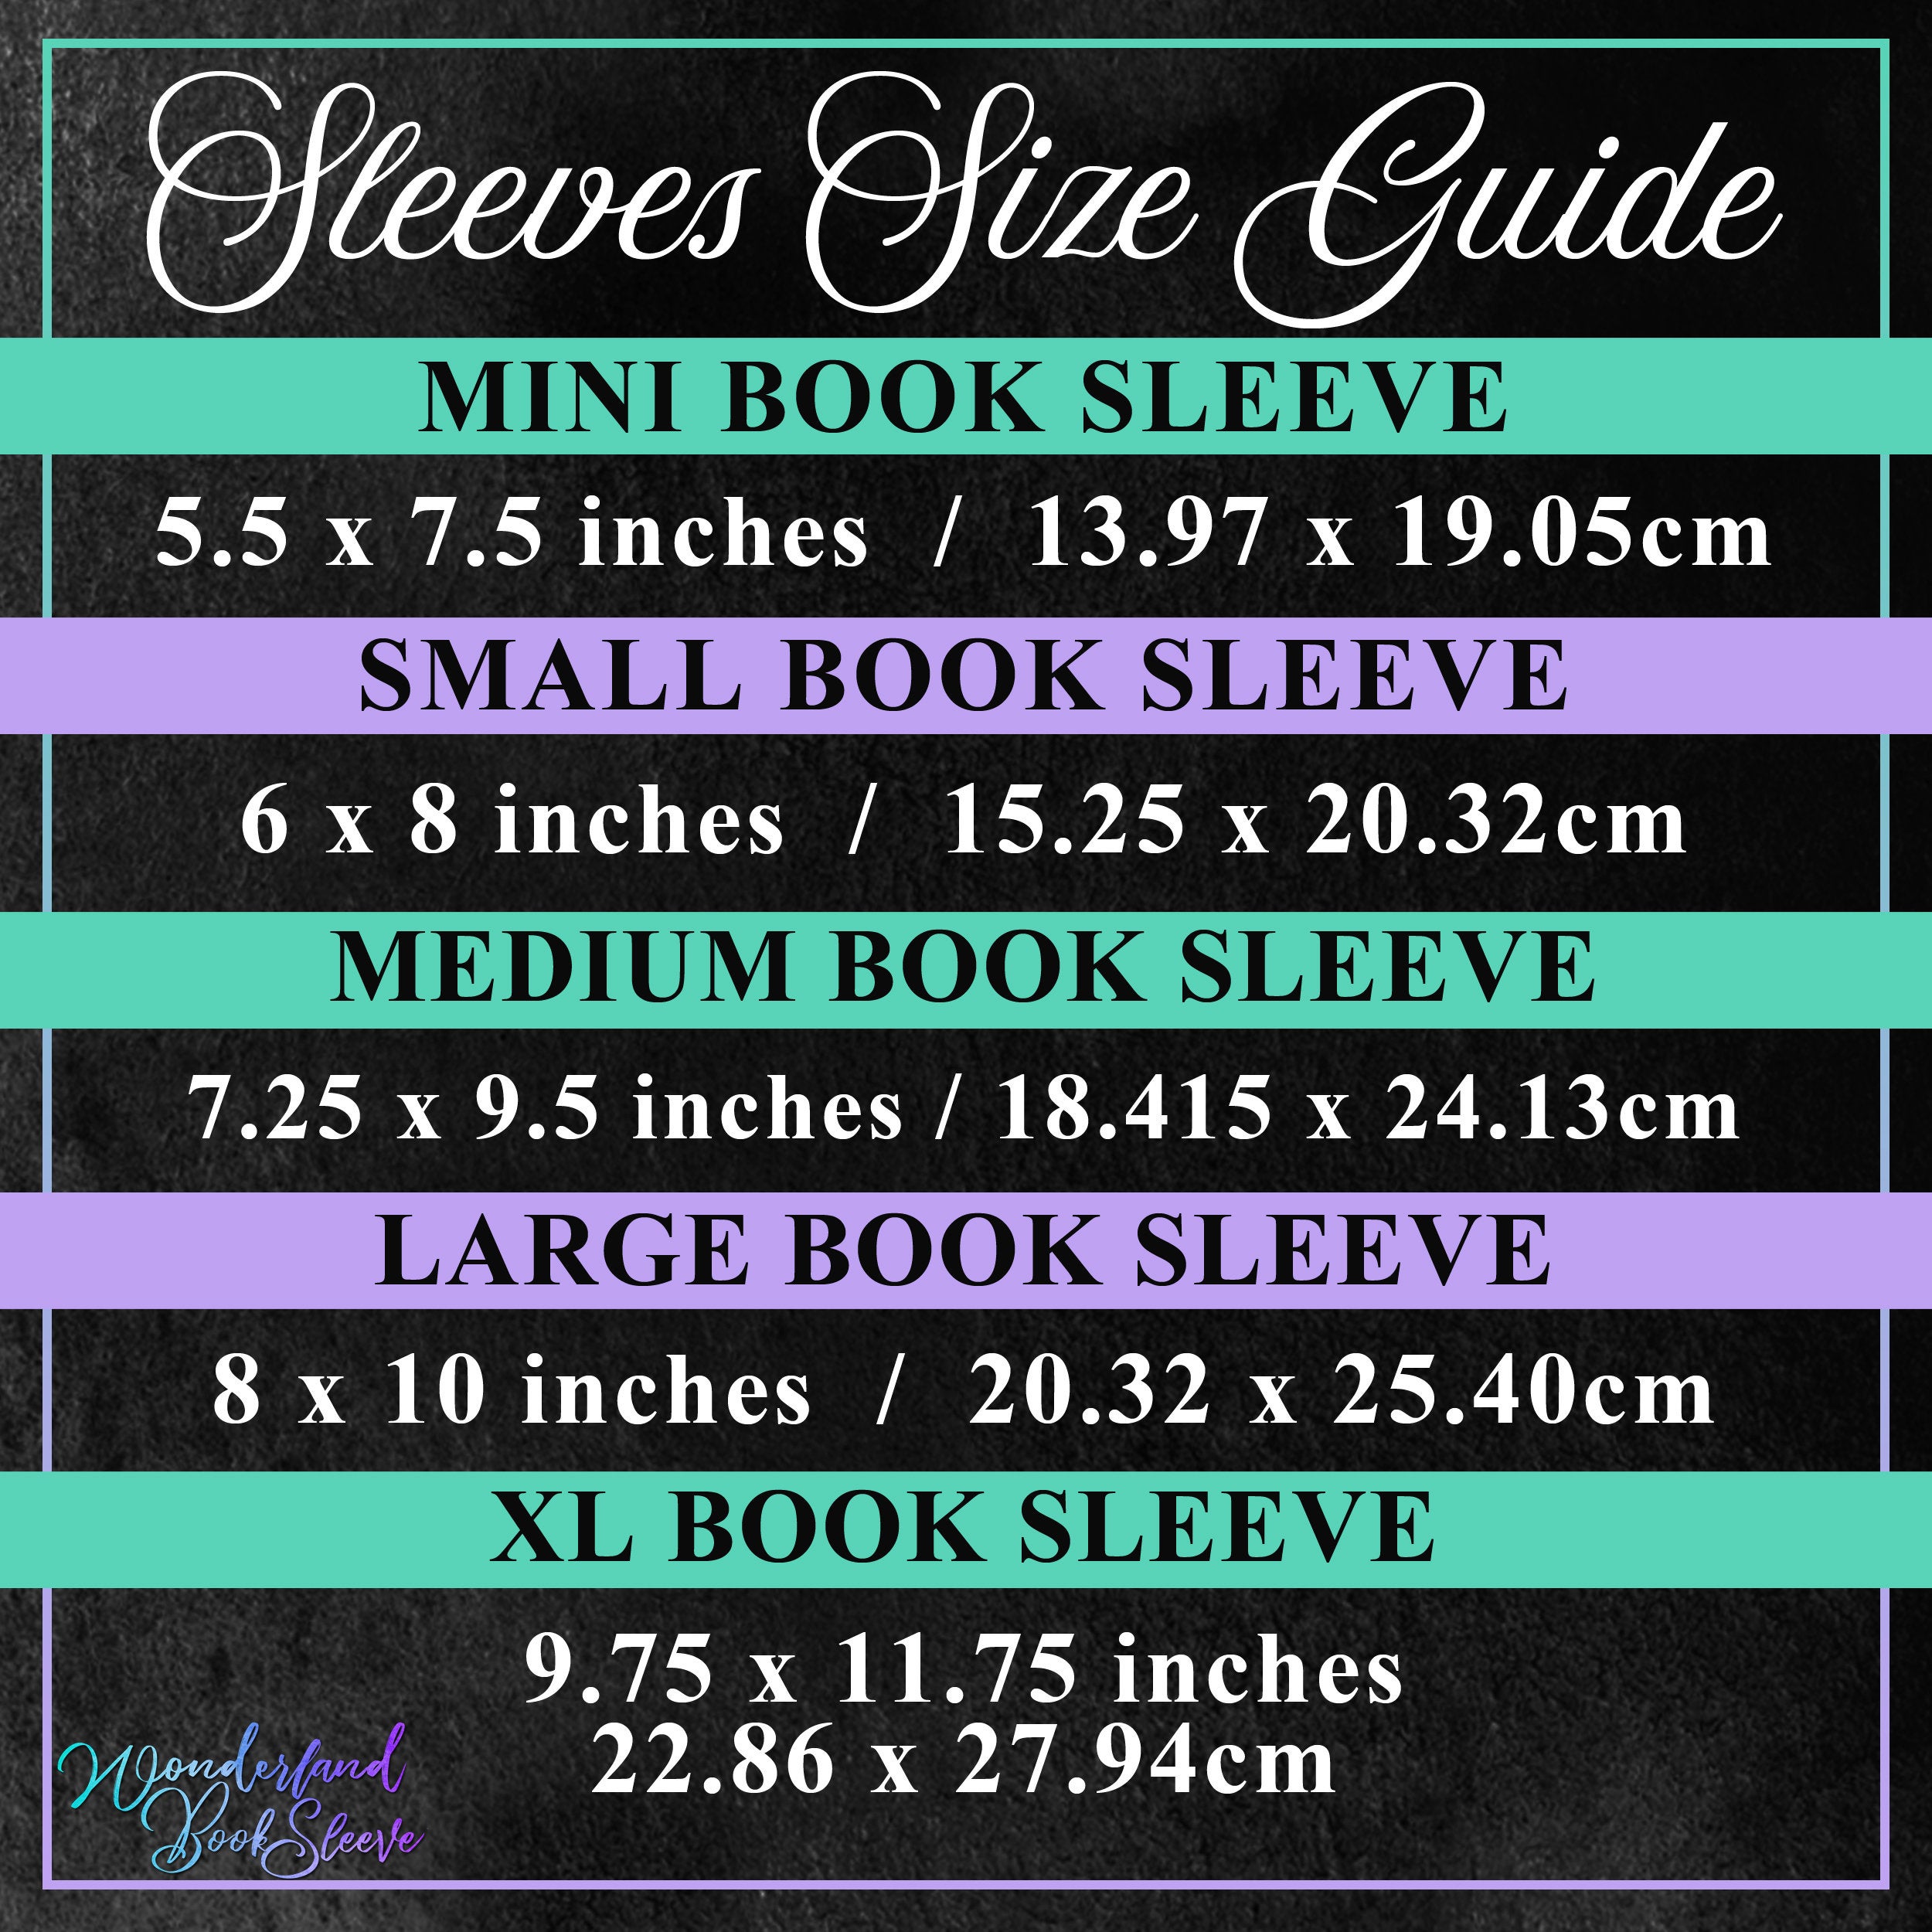 Sleeves Size Guide
MINI BOOK SLEEVE
5.5 x 7.5 inches / 13.97 x 19.05cm
SMALL BOOK SLEEVE
6 x 8 inches / 15.25 x 20.32cm
MEDIUM BOOK SLEEVE
7.25 x 9.5 inches / 18.415 x 24.13cm
LARGE BOOK SLEEVE
8 x 10 inches / 20.32 x 25.40cm
XL BOOK SLEEVE
9.75 x 11.75 inches
22.86 x 27.94cm
Wonderland
BookSleeve